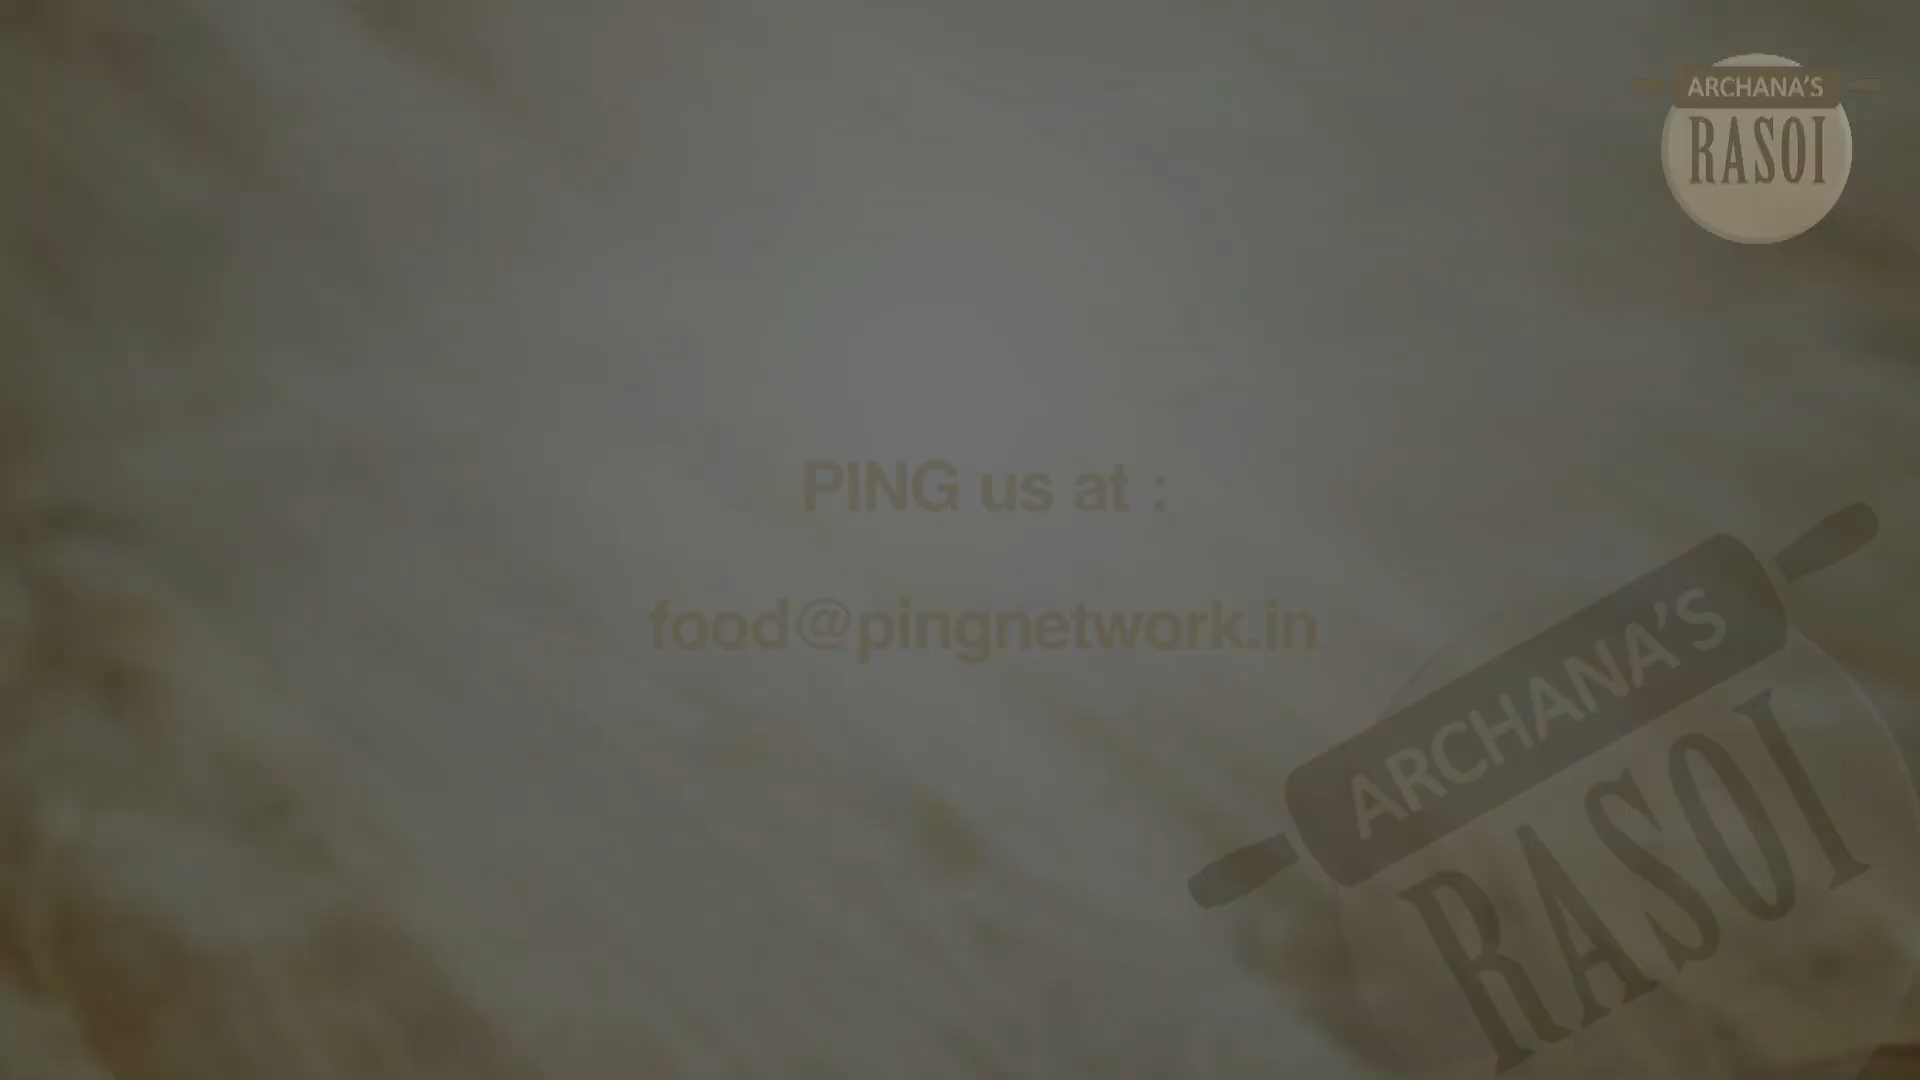 ARCHANA'S
RASOI
PING us at :
food@pingnetwork.in
ARCHANA'S
RASOI